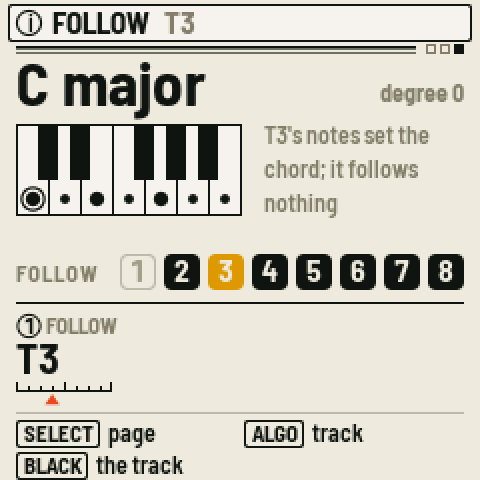 ⓘ FOLLOW T3
C major
degree 0
T3's notes set the
chord; it follows
nothing
FOLLOW 1 2 3 4 5 6 7 8
① FOLLOW
T3
SELECT page ALGO track
BLACK the track